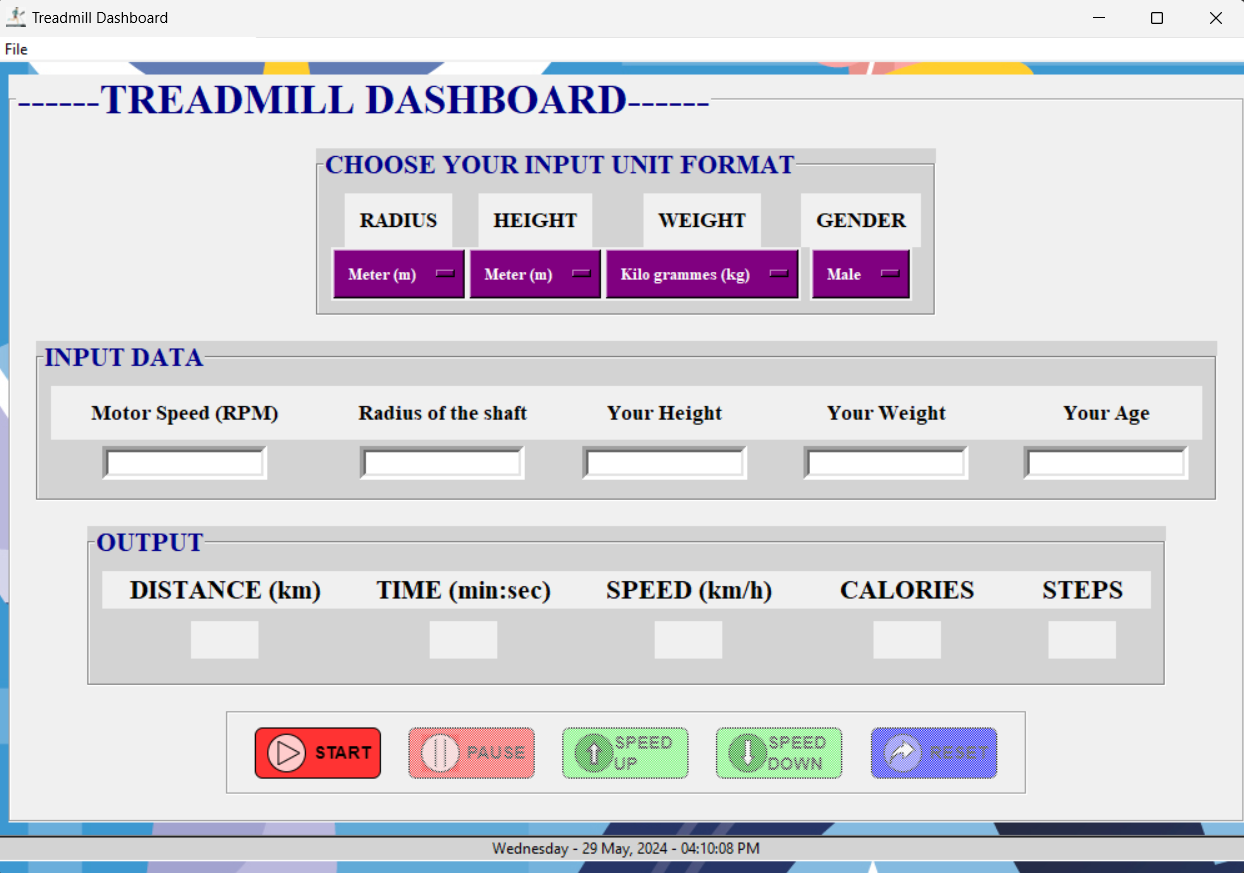 Treadmill Dashboard
File
------TREADMILL DASHBOARD------
CHOOSE YOUR INPUT UNIT FORMAT
RADIUS HEIGHT WEIGHT GENDER
Meter (m) Meter (m) Kilo grammes (kg) Male
INPUT DATA
Motor Speed (RPM) Radius of the shaft Your Height Your Weight Your Age
OUTPUT
DISTANCE (km) TIME (min:sec) SPEED (km/h) CALORIES STEPS
START PAUSE SPEED UP SPEED DOWN RESET
Wednesday - 29 May, 2024 - 04:10:08 PM